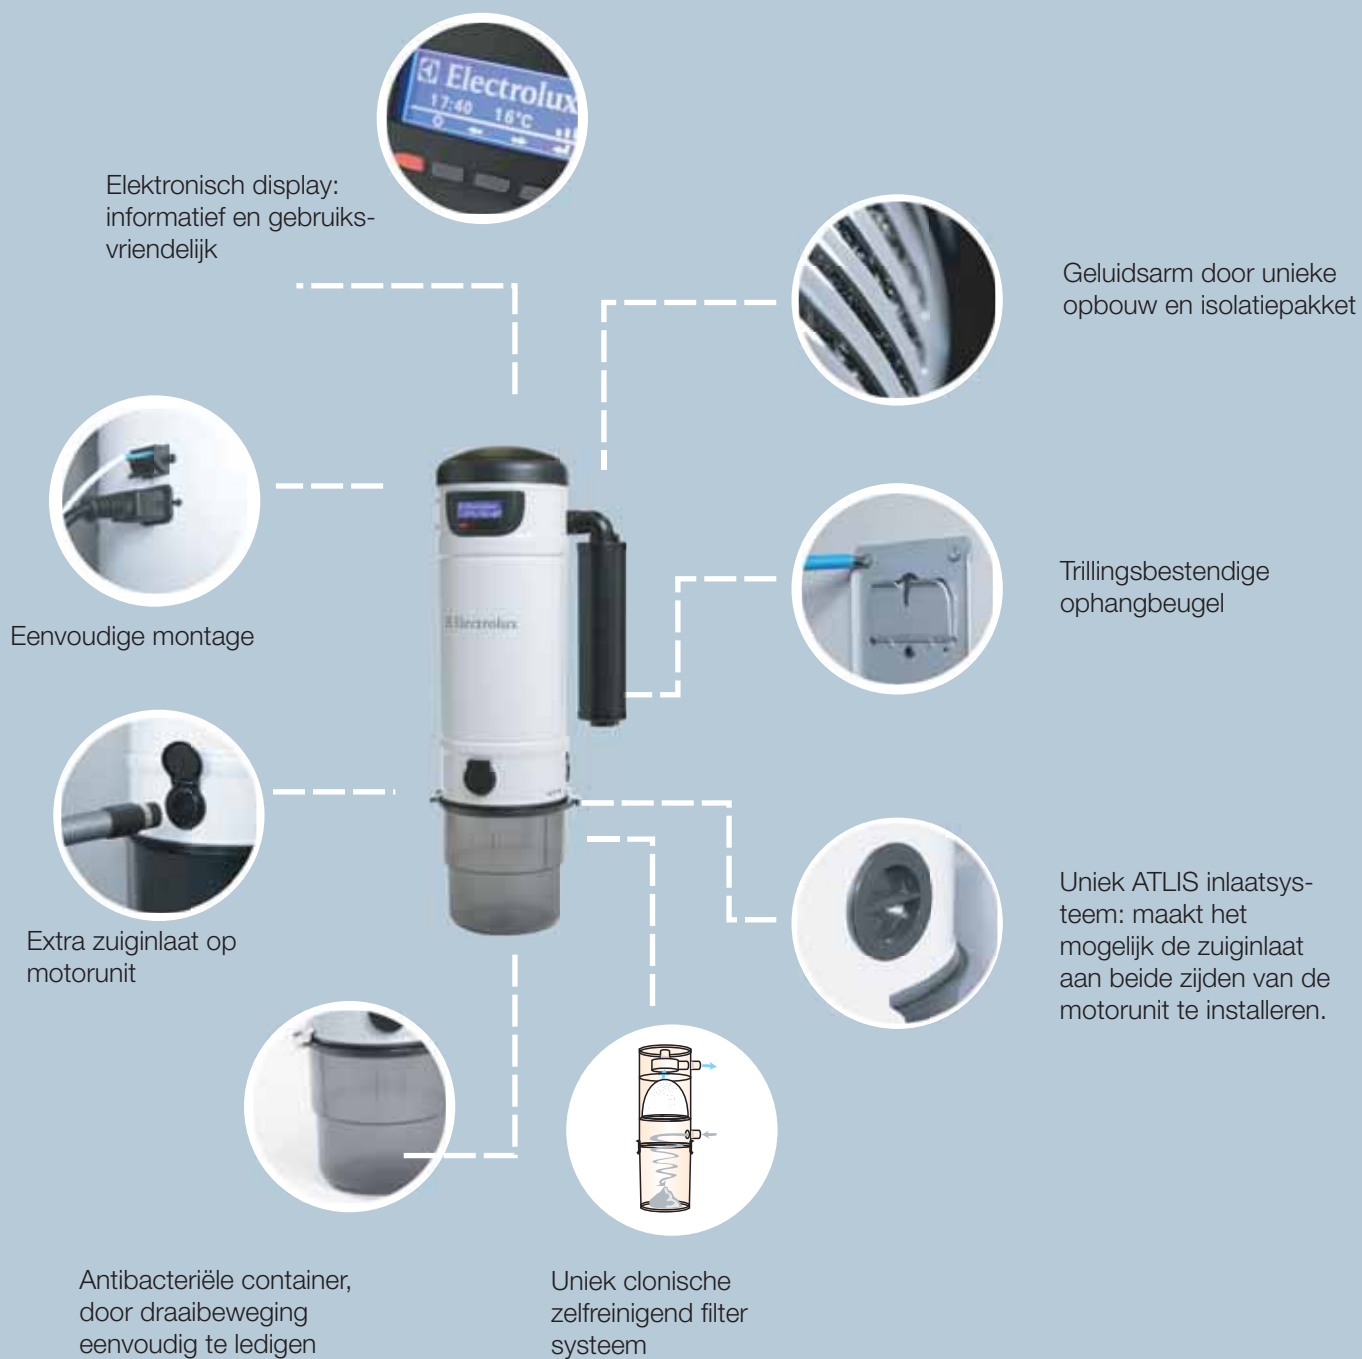 Electrolux
17:40 16°C
Elektronisch display:
informatief en gebruiks-
vriendelijk
Geluidsarm door unieke
opbouw en isolatiepakket
Eenvoudige montage
Electrolux
Trillingsbestendige
ophangbeugel
Extra zuiginlaat op
motorunit
Uniek ATLIS inlaatsys-
teem: maakt het
mogelijk de zuiginlaat
aan beide zijden van de
motorunit te installeren.
Antibacteriële container,
door draaibeweging
eenvoudig te ledigen
Uniek clonische
zelfreinigend filter
systeem